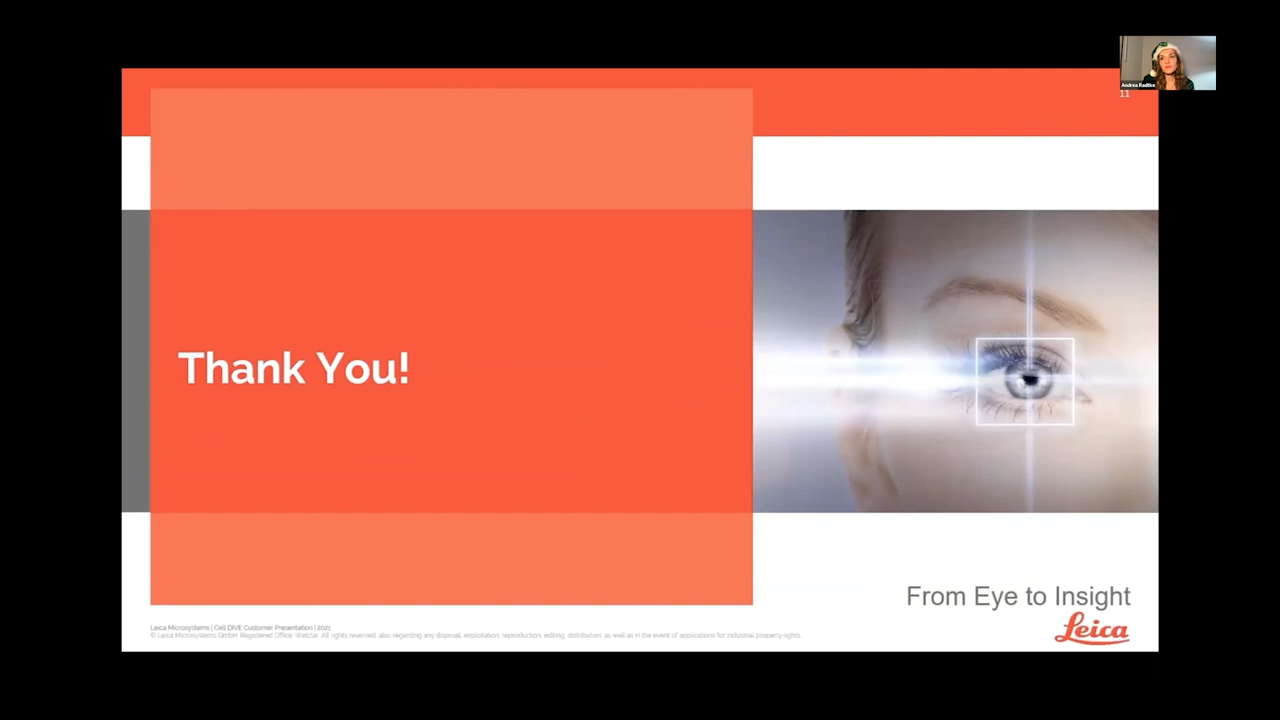 Andrea Radtke
11
Thank You!
From Eye to Insight
Leica
Leica Microsystems | Cell DIVE Customer Presentation | 2021
© Leica Microsystems GmbH. Registered Office: Wetzlar. All rights reserved, also regarding any disposal, exploitation, reproduction, editing, distribution, as well as in the event of applications for industrial property rights.